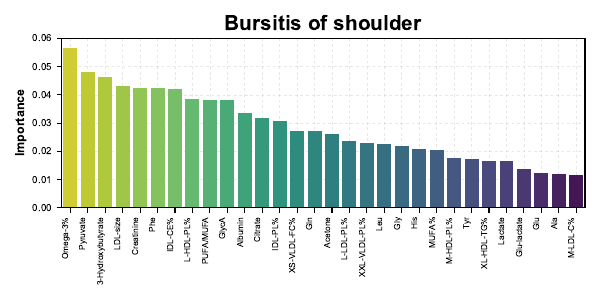 Bursitis of shoulder
Importance
0.06
0.05
0.04
0.03
0.02
0.01
0.00
Omega-3%
Pyruvate
3-Hydroxybutyrate
LDL-size
Creatinine
Phe
IDL-CE%
L-HDL-PL%
PUFA/MUFA
GlycA
Albumin
Citrate
IDL-PL%
XS-VLDL-FC%
Gln
Acetone
L-LDL-PL%
XXL-VLDL-PL%
Leu
Gly
His
MUFA%
M-HDL-PL%
Tyr
XL-HDL-TG%
Lactate
Glu-lactate
Glu
Ala
M-LDL-C%